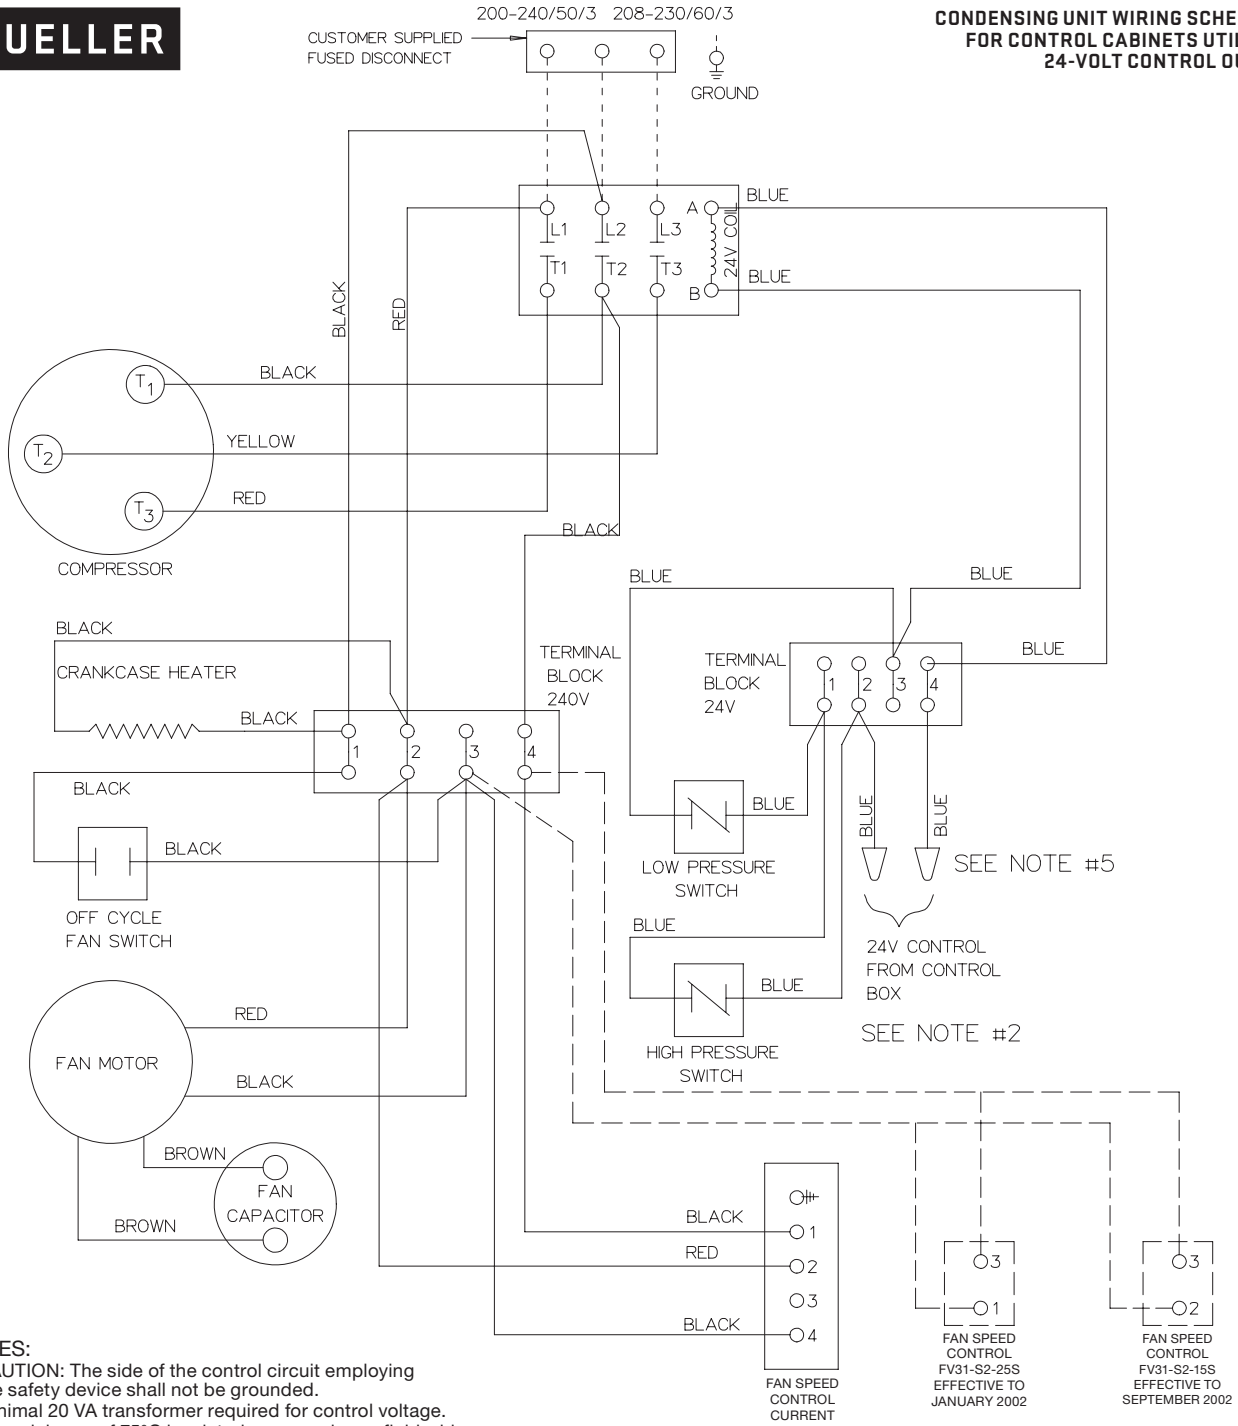 UELLER
200-240/50/3 208-230/60/3
CUSTOMER SUPPLIED
FUSED DISCONNECT
GROUND
CONDENSING UNIT WIRING SCHE
FOR CONTROL CABINETS UTI
24-VOLT CONTROL OU
L1
L2
L3
A
24V COIL
BLUE
T1
T2
T3
B
BLUE
BLACK
RED
T1
BLACK
T2
YELLOW
T3
RED
COMPRESSOR
BLACK
BLUE
BLUE
BLACK
CRANKCASE HEATER
BLACK
TERMINAL
BLOCK
240V
TERMINAL
BLOCK
24V
1
2
3
4
BLUE
1
2
3
4
BLACK
BLACK
OFF CYCLE
FAN SWITCH
BLUE
LOW PRESSURE
SWITCH
BLUE
BLUE
SEE NOTE #5
24V CONTROL
FROM CONTROL
BOX
BLUE
BLUE
HIGH PRESSURE
SWITCH
SEE NOTE #2
RED
FAN MOTOR
BLACK
BROWN
FAN
CAPACITOR
BROWN
BLACK
1
RED
2
3
BLACK
4
FAN SPEED
CONTROL
CURRENT
3
1
FAN SPEED
CONTROL
FV31-S2-25S
EFFECTIVE TO
JANUARY 2002
3
2
FAN SPEED
CONTROL
FV31-S2-15S
EFFECTIVE TO
SEPTEMBER 2002
ES:
AUTION: The side of the control circuit employing
e safety device shall not be grounded.
nimal 20 VA transformer required for control voltage.